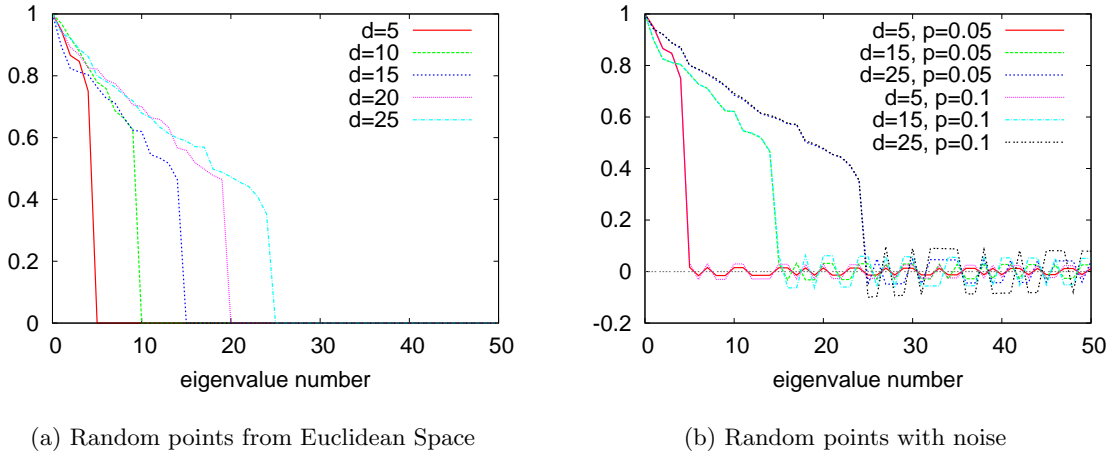 1
0.8
0.6
0.4
0.2
0
0 10 20 30 40 50
eigenvalue number
d=5
d=10
d=15
d=20
d=25
(a) Random points from Euclidean Space
1
0.8
0.6
0.4
0.2
0
-0.2
0 10 20 30 40 50
eigenvalue number
d=5, p=0.05
d=15, p=0.05
d=25, p=0.05
d=5, p=0.1
d=15, p=0.1
d=25, p=0.1
(b) Random points with noise